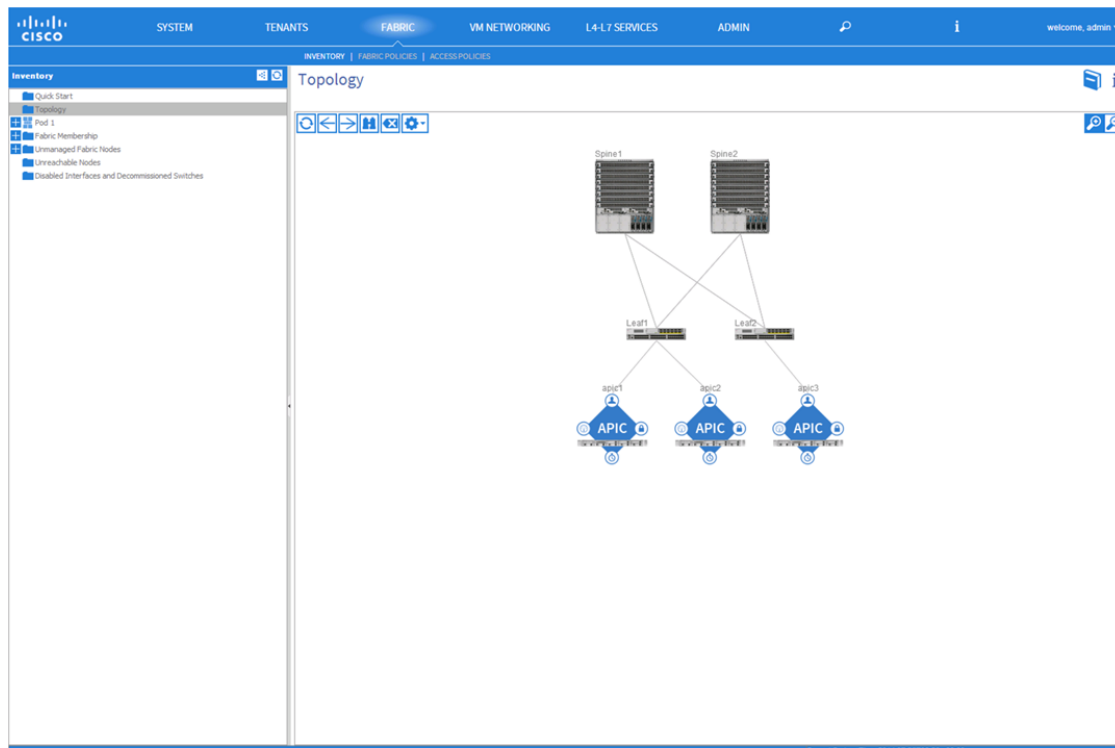 CISCO
SYSTEM TENANTS FABRIC VM NETWORKING L4-L7 SERVICES ADMIN i welcome, admin
INVENTORY | FABRIC POLICIES | ACCESS POLICIES
Inventory
Quick Start
Topology
Pod 1
Fabric Membership
Unmanaged Fabric Nodes
Unreachable Nodes
Disabled Interfaces and Decommissioned Switches
Topology
i
Spine1 Spine2
Leaf1 Leaf2
apic1 apic2 apic3
APIC APIC APIC